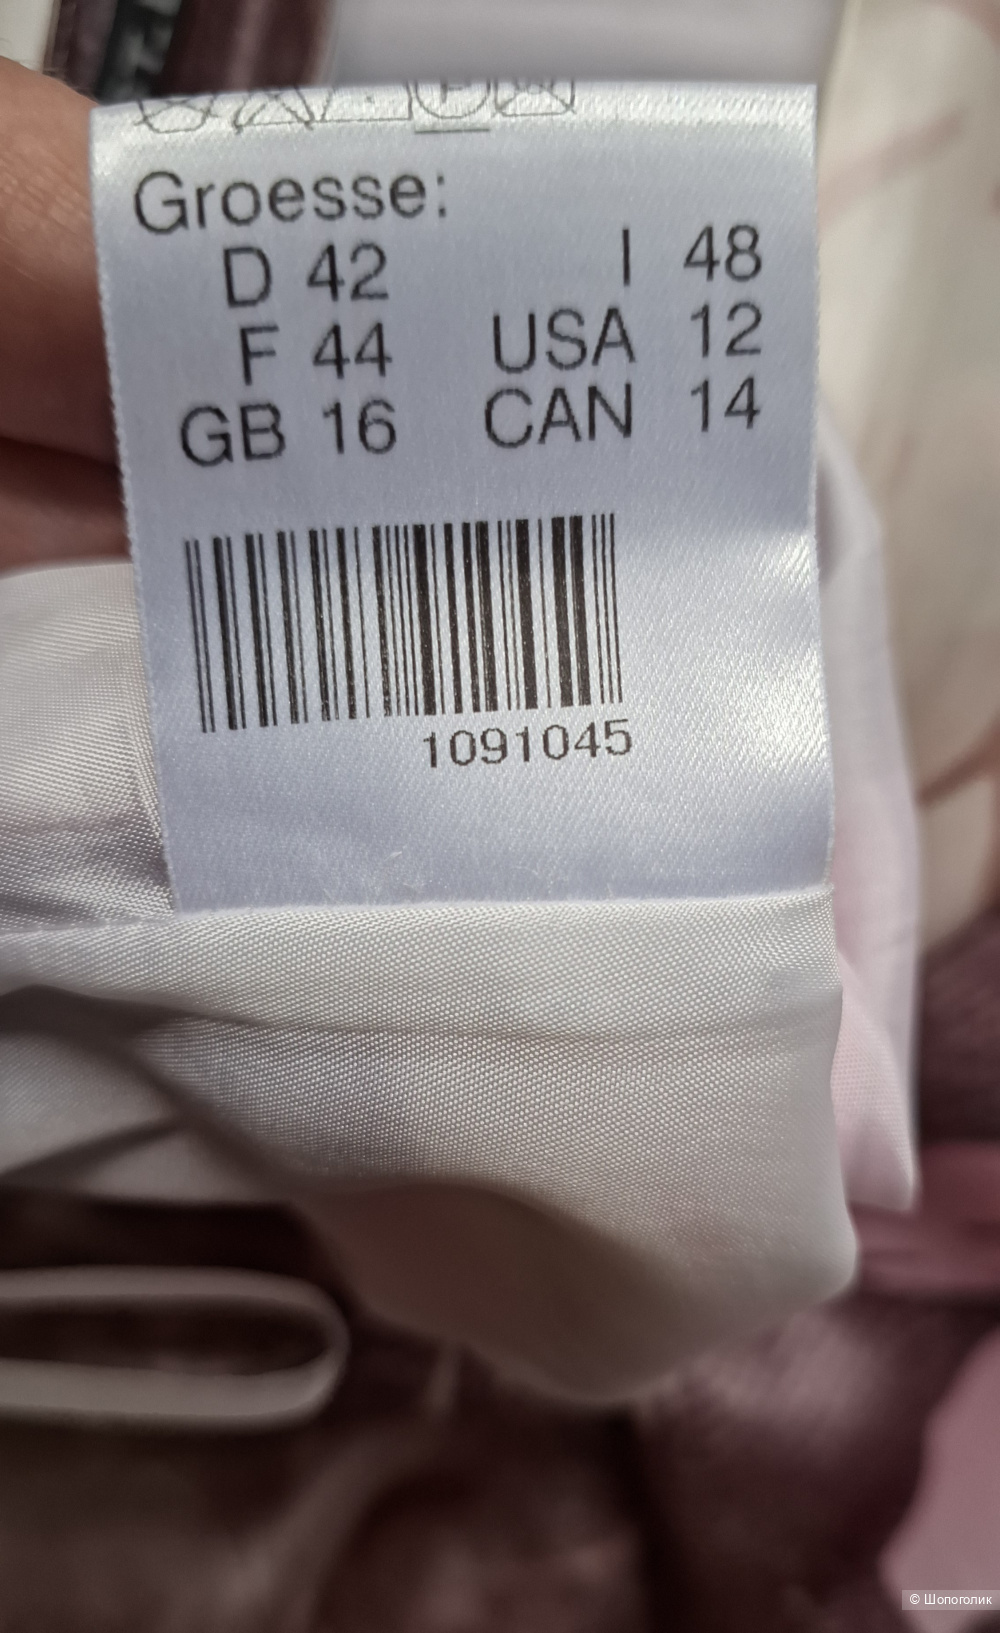 Groesse:
D 42 I 48
F 44 USA 12
GB 16 CAN 14
1091045
© Шопоголик